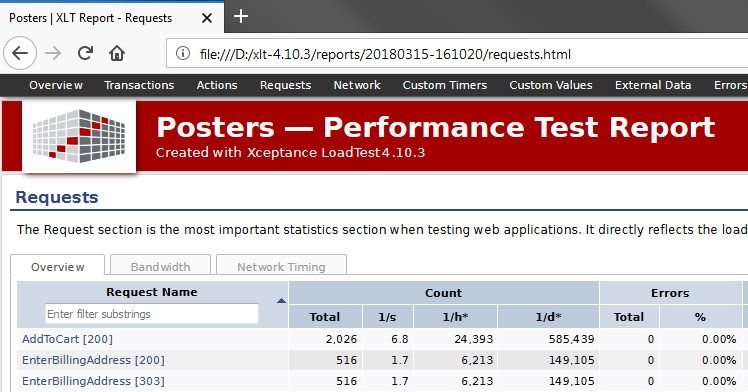 Posters | XLT Report - Requests
file:///D:/xlt-4.10.3/reports/20180315-161020/requests.html
Overview Transactions Actions Requests Network Custom Timers Custom Values External Data Errors
Posters — Performance Test Report
Created with Xceptance LoadTest 4.10.3
Requests
The Request section is the most important statistics section when testing web applications. It directly reflects the load
Overview Bandwidth Network Timing
Request Name Count Errors
Enter filter substrings Total 1/s 1/h* 1/d* Total %
AddToCart [200] 2,026 6.8 24,393 585,439 0 0.00%
EnterBillingAddress [200] 516 1.7 6,213 149,105 0 0.00%
EnterBillingAddress [303] 516 1.7 6,213 149,105 0 0.00%